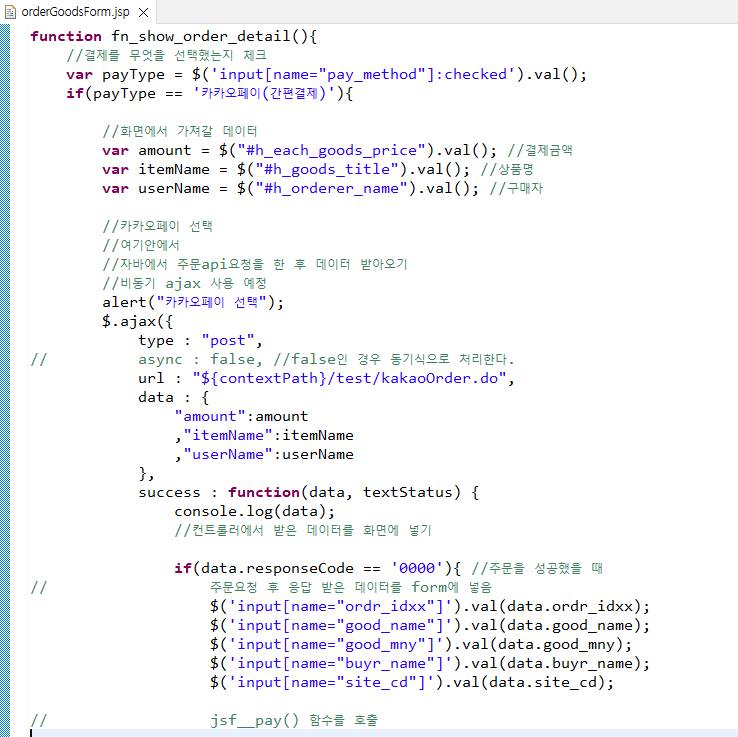 orderGoodsForm.jsp
function fn_show_order_detail(){
    //결제를 무엇을 선택했는지 체크
    var payType = $('input[name="pay_method"]:checked').val();
    if(payType == '카카오페이(간편결제)'){

        //화면에서 가져갈 데이터
        var amount = $("#h_each_goods_price").val(); //결제금액
        var itemName = $("#h_goods_title").val(); //상품명
        var userName = $("#h_orderer_name").val(); //구매자

        //카카오페이 선택
        //여기안에서
        //자바에서 주문api요청을 한 후 데이터 받아오기
        //비동기 ajax 사용 예정
        alert("카카오페이 선택");
        $.ajax({
            type : "post",
//          async : false, //false인 경우 동기식으로 처리한다.
            url : "${contextPath}/test/kakaoOrder.do",
            data : {
                "amount":amount
                ,"itemName":itemName
                ,"userName":userName
            },
            success : function(data, textStatus) {
                console.log(data);
                //컨트롤러에서 받은 데이터를 화면에 넣기

                if(data.responseCode == '0000'){ //주문을 성공했을 때
//                  주문요청 후 응답 받은 데이터를 form에 넣음
                    $('input[name="ordr_idxx"]').val(data.ordr_idxx);
                    $('input[name="good_name"]').val(data.good_name);
                    $('input[name="good_mny"]').val(data.good_mny);
                    $('input[name="buyr_name"]').val(data.buyr_name);
                    $('input[name="site_cd"]').val(data.site_cd);

//                  jsf__pay() 함수를 호출